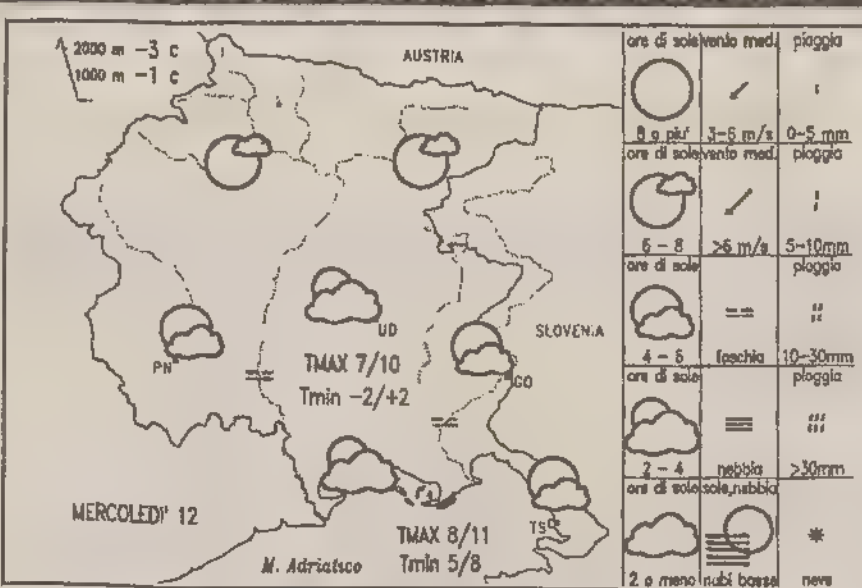 2000 m -3 c
1000 m -1 c
AUSTRIA
UD
SLOVENIA
PN
TMAX 7/10
Tmin -2/+2
GO
MERCOLEDI' 12
TMAX 8/11
Tmin 5/8
TS
M. Adriatico
ore di sole vento med. pioggia
8 o piu' 3-6 m/s 0-5 mm
ore di sole vento med. pioggia
6 - 8 >6 m/s 5-10mm
ore di sole pioggia
4 - 6 foschia 10-30mm
ore di sole pioggia
2 - 4 nebbia >30mm
ore di sole sole,nebbia
2 o meno nubi basse neve